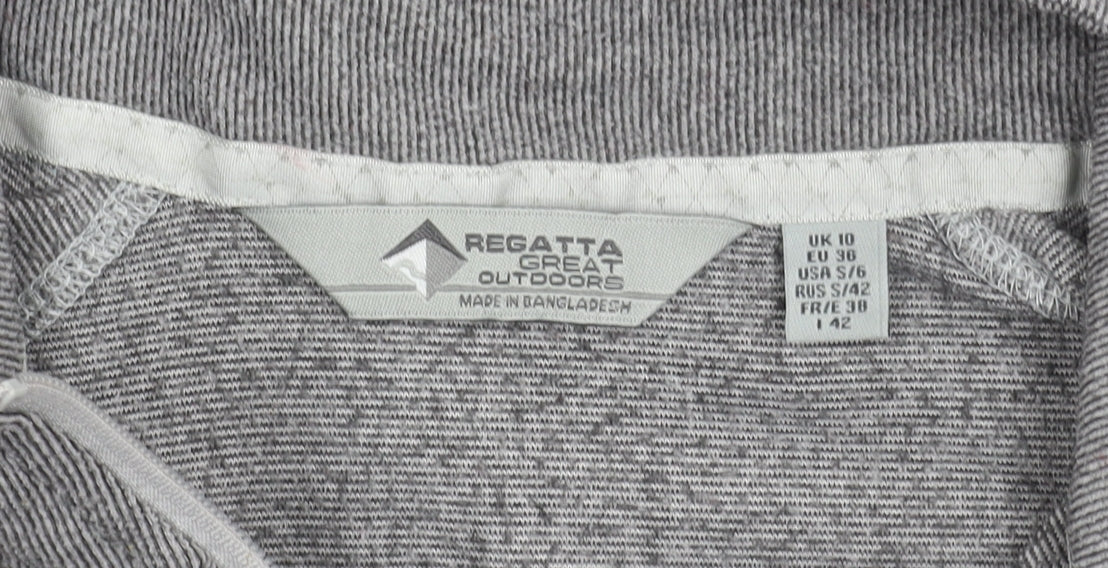 REGATTA
GREAT
OUTDOORS
MADE IN BANGLADESH
UK 10
EU 36
USA S/6
RUS S/42
FR/E 38
I 42